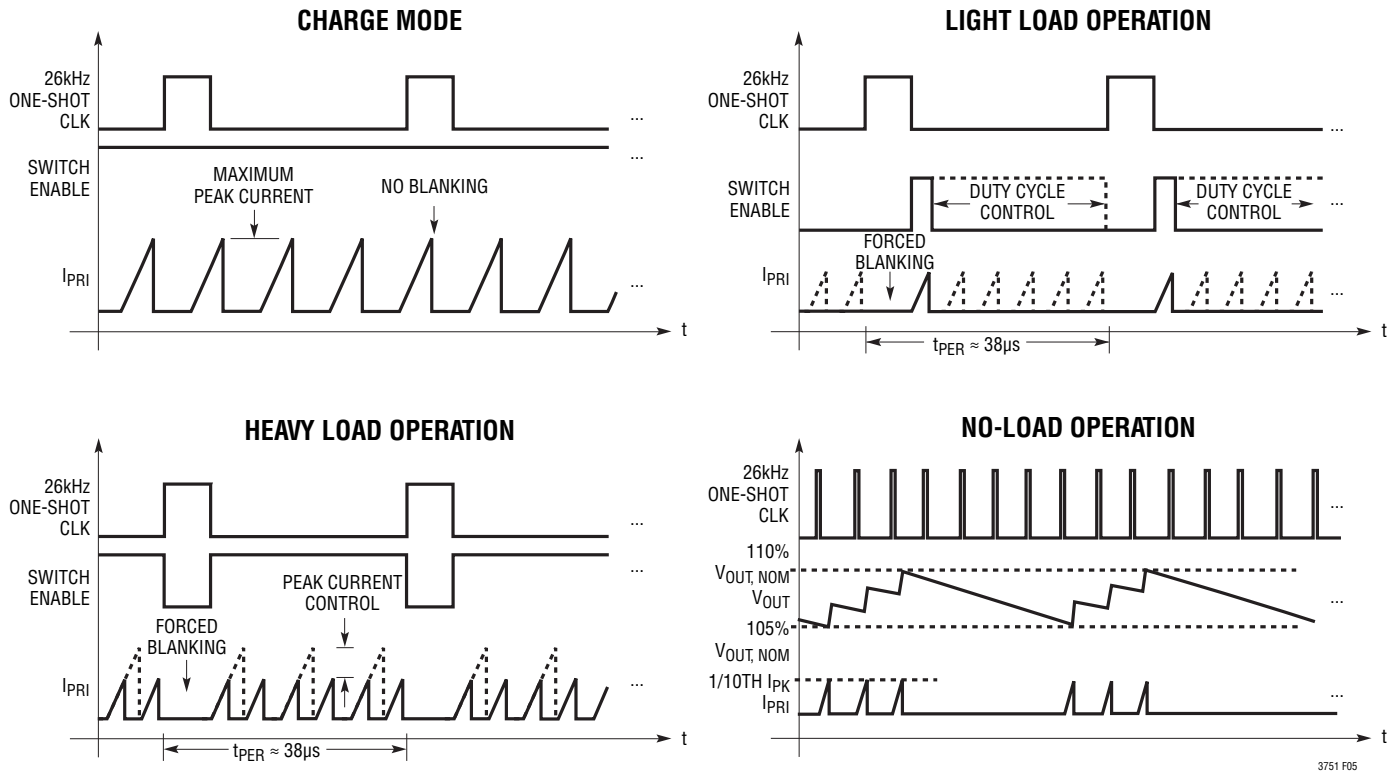 CHARGE MODE
26kHz
ONE-SHOT
CLK
...
SWITCH
ENABLE
...
MAXIMUM
PEAK CURRENT
NO BLANKING
IPRI
...
t
LIGHT LOAD OPERATION
26kHz
ONE-SHOT
CLK
...
SWITCH
ENABLE
DUTY CYCLE
CONTROL
DUTY CYCLE
CONTROL
...
FORCED
BLANKING
IPRI
...
t
tPER ≈ 38µs
HEAVY LOAD OPERATION
26kHz
ONE-SHOT
CLK
...
SWITCH
ENABLE
...
PEAK CURRENT
CONTROL
FORCED
BLANKING
IPRI
...
t
tPER ≈ 38µs
NO-LOAD OPERATION
26kHz
ONE-SHOT
CLK
...
110%
VOUT, NOM
VOUT
...
105%
VOUT, NOM
1/10TH IPK
IPRI
...
t
3751 F05